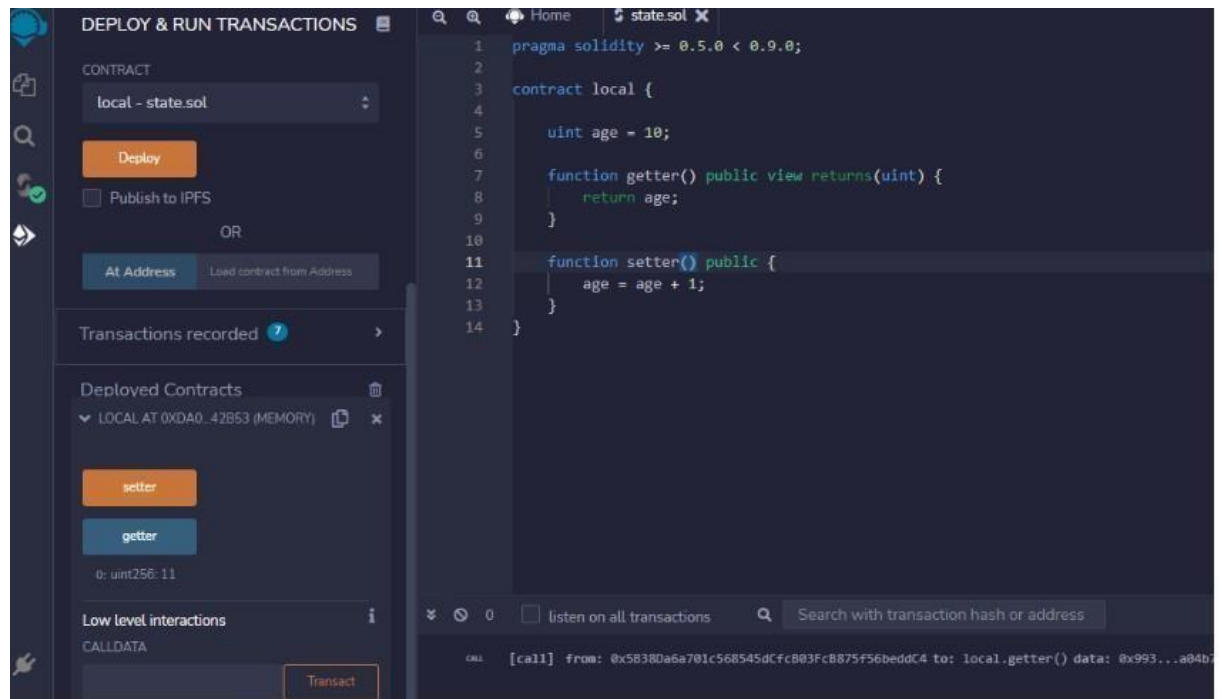 DEPLOY & RUN TRANSACTIONS
CONTRACT
local - state.sol
Deploy
Publish to IPFS
OR
At Address Load contract from Address
Transactions recorded 7
Deployed Contracts
LOCAL AT 0XDA0...42B53 (MEMORY)
setter
getter
0: uint256: 11
Low level interactions i
CALLDATA
Transact
Home state.sol
1 pragma solidity >= 0.5.0 < 0.9.0;
2
3 contract local {
4
5 uint age = 10;
6
7 function getter() public view returns(uint) {
8 return age;
9 }
10
11 function setter() public {
12 age = age + 1;
13 }
14 }
0 listen on all transactions Search with transaction hash or address
CALL [call] from: 0x5B38Da6a701c568545dCfcB03FcB875f56beddC4 to: local.getter() data: 0x993...a04b7